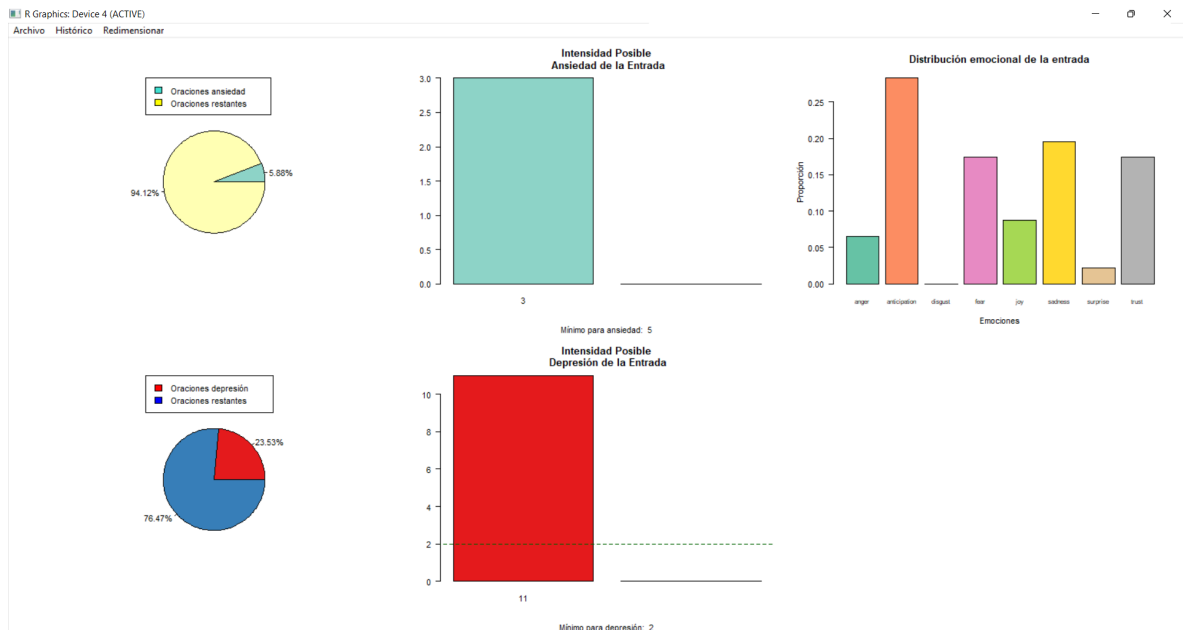 R Graphics: Device 4 (ACTIVE)
Archivo Histórico Redimensionar
Oraciones ansiedad
Oraciones restantes
94.12%
5.88%
Intensidad Posible
Ansiedad de la Entrada
3.0
2.5
2.0
1.5
1.0
0.5
0.0
3
Mínimo para ansiedad: 5
Distribución emocional de la entrada
Proporción
0.25
0.20
0.15
0.10
0.05
0.00
anger anticipation disgust fear joy sadness surprise trust
Emociones
Oraciones depresión
Oraciones restantes
23.53%
76.47%
Intensidad Posible
Depresión de la Entrada
10
8
6
4
2
0
11
Mínimo para depresión: 2